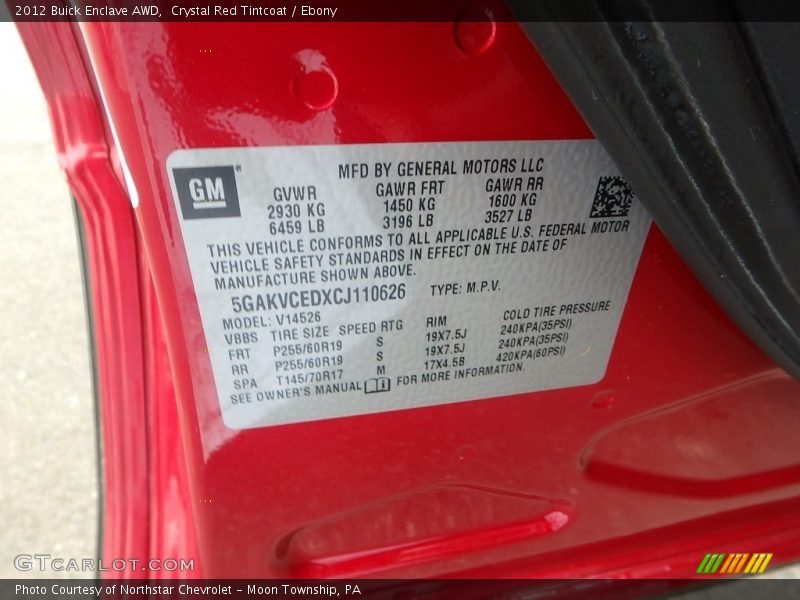 2012 Buick Enclave AWD, Crystal Red Tintcoat / Ebony
MFD BY GENERAL MOTORS LLC
GM®
GVWR GAWR FRT GAWR RR
2930 KG 1450 KG 1600 KG
6459 LB 3196 LB 3527 LB
THIS VEHICLE CONFORMS TO ALL APPLICABLE U.S. FEDERAL MOTOR
VEHICLE SAFETY STANDARDS IN EFFECT ON THE DATE OF
MANUFACTURE SHOWN ABOVE.
5GAKVCEDXCJ110626 TYPE: M.P.V.
MODEL: V14526
VBBS TIRE SIZE SPEED RTG RIM COLD TIRE PRESSURE
FRT P255/60R19 S 19X7.5J 240KPA(35PSI)
RR P255/60R19 S 19X7.5J 240KPA(35PSI)
SPA T145/70R17 M 17X4.5B 420KPA(60PSI)
SEE OWNER'S MANUAL FOR MORE INFORMATION.
GTCARLOT.COM
Photo Courtesy of Northstar Chevrolet - Moon Township, PA